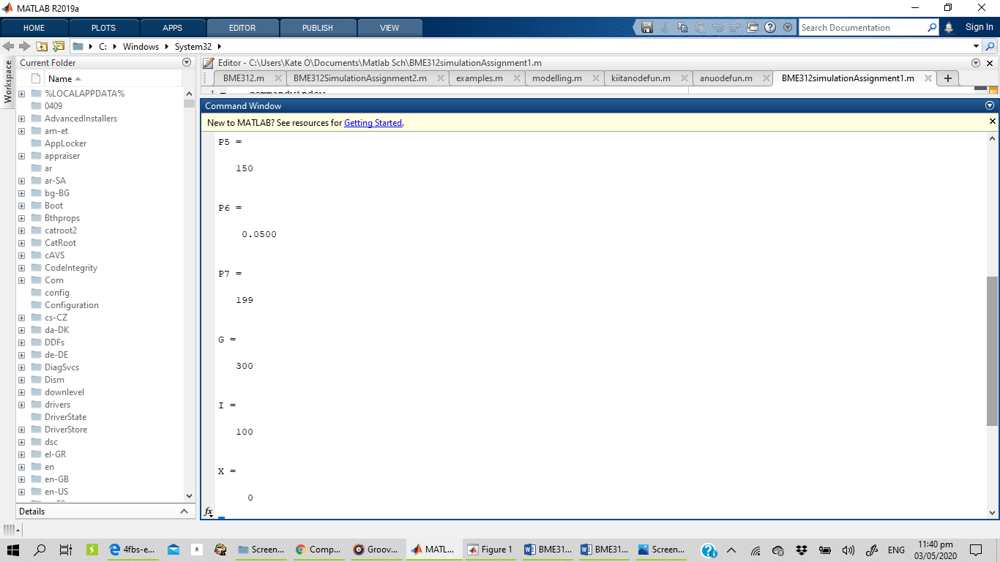 MATLAB R2019a
HOME PLOTS APPS EDITOR PUBLISH VIEW Search Documentation Sign In
C: Windows System32
Workspace
Current Folder
Name
%LOCALAPPDATA%
0409
AdvancedInstallers
am-et
AppLocker
appraiser
ar
ar-SA
bg-BG
Boot
Bthprops
catroot2
CatRoot
cAVS
CodeIntegrity
Com
config
Configuration
cs-CZ
da-DK
DDFs
de-DE
DiagSvcs
Dism
downlevel
drivers
DriverState
DriverStore
dsc
el-GR
en
en-GB
en-US
Details
Editor - C:\Users\Kate O\Documents\Matlab Sch\BME312simulationAssignment1.m
BME312.m BME312SimulationAssignment2.m examples.m modelling.m kiitanodefun.m anuodefun.m BME312simulationAssignment1.m
Command Window
New to MATLAB? See resources for Getting Started.
P5 =
150
P6 =
0.0500
P7 =
199
G =
300
I =
100
X =
0
fx
4fbs-e... a Screen... Comp... Groov... MATL... Figure 1 BME31... BME31... Screen... ENG 11:40 pm
03/05/2020